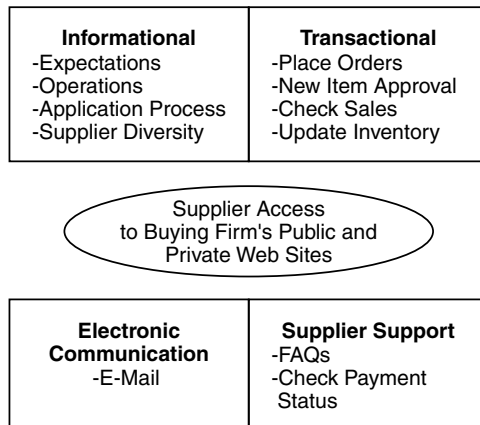 Informational
-Expectations
-Operations
-Application Process
-Supplier Diversity
Transactional
-Place Orders
-New Item Approval
-Check Sales
-Update Inventory
Supplier Access
to Buying Firm's Public and
Private Web Sites
Electronic
Communication
-E-Mail
Supplier Support
-FAQs
-Check Payment
Status